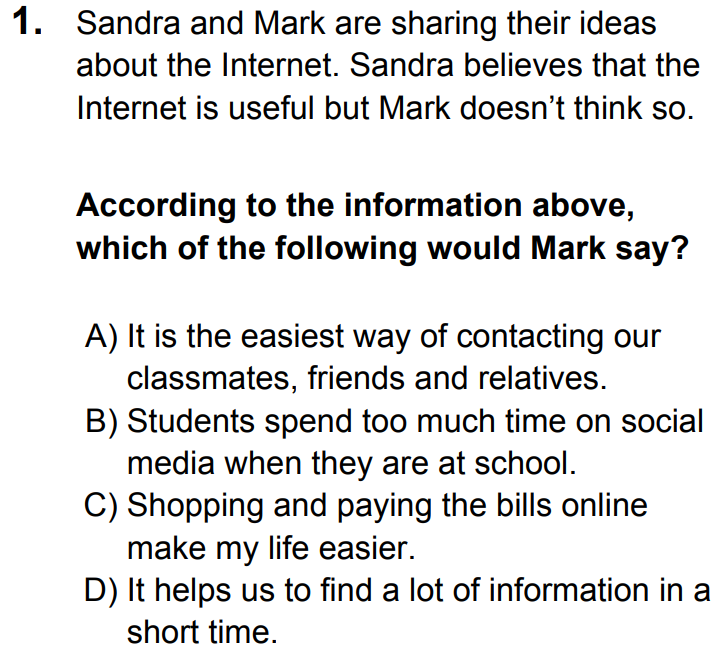 1. Sandra and Mark are sharing their ideas
about the Internet. Sandra believes that the
Internet is useful but Mark doesn’t think so.
According to the information above,
which of the following would Mark say?
A) It is the easiest way of contacting our
classmates, friends and relatives.
B) Students spend too much time on social
media when they are at school.
C) Shopping and paying the bills online
make my life easier.
D) It helps us to find a lot of information in a
short time.